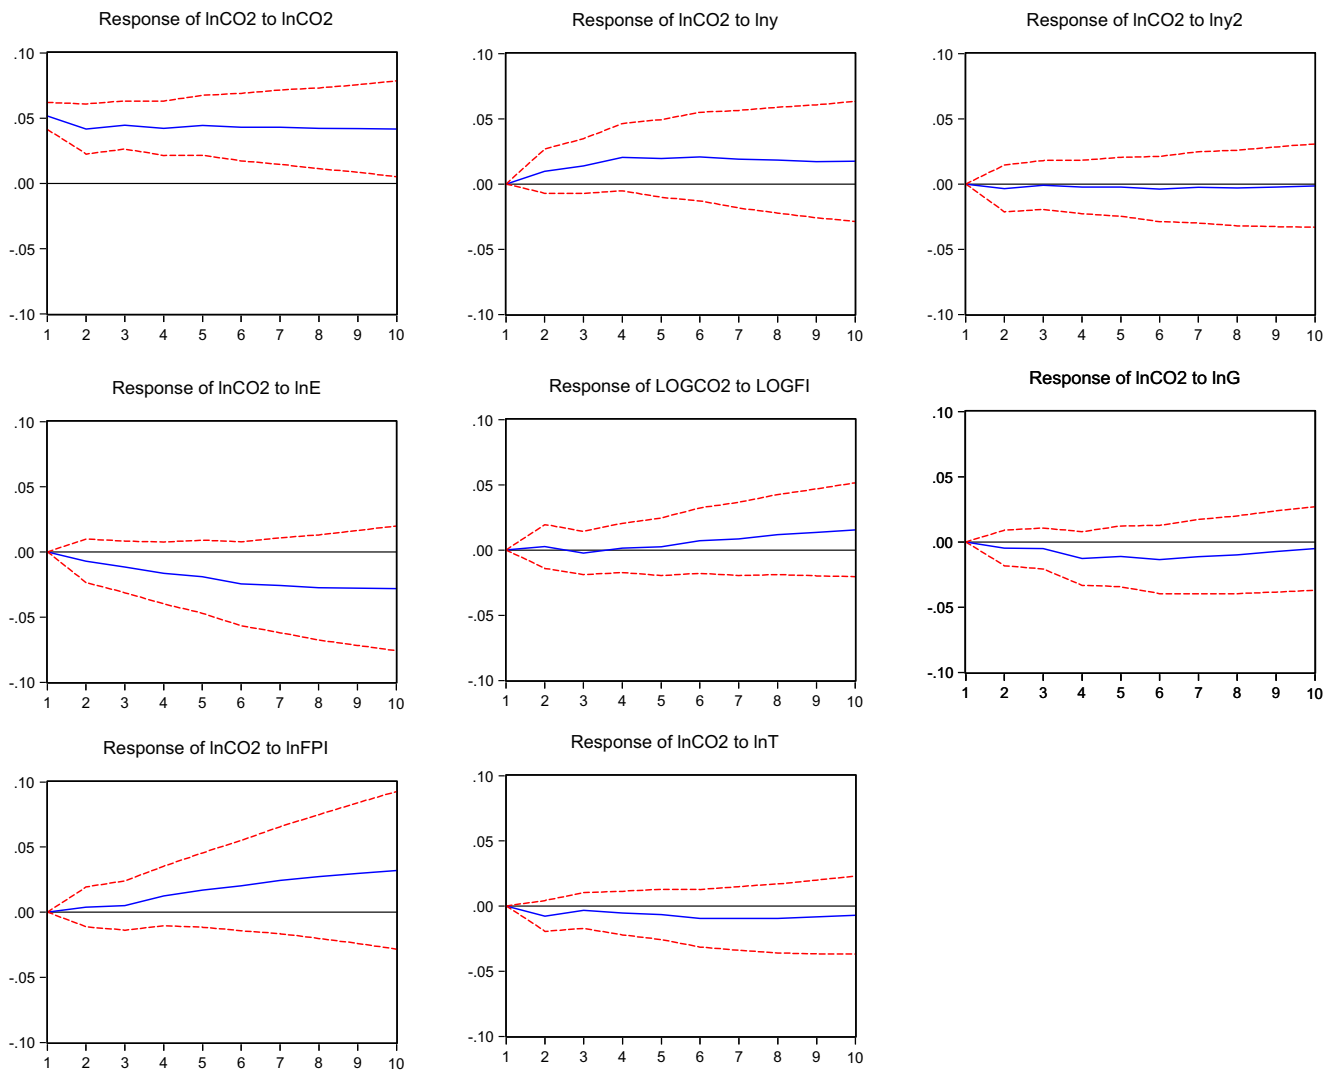 Response of lnCO2 to lnCO2
.10
.05
.00
-.05
-.10
1 2 3 4 5 6 7 8 9 10
Response of lnCO2 to lny
.10
.05
.00
-.05
-.10
1 2 3 4 5 6 7 8 9 10
Response of lnCO2 to lny2
.10
.05
.00
-.05
-.10
1 2 3 4 5 6 7 8 9 10
Response of lnCO2 to lnE
.10
.05
.00
-.05
-.10
1 2 3 4 5 6 7 8 9 10
Response of LOGCO2 to LOGFI
.10
.05
.00
-.05
-.10
1 2 3 4 5 6 7 8 9 10
Response of lnCO2 to lnG
.10
.05
.00
-.05
-.10
1 2 3 4 5 6 7 8 9 10
Response of lnCO2 to lnFPI
.10
.05
.00
-.05
-.10
1 2 3 4 5 6 7 8 9 10
Response of lnCO2 to lnT
.10
.05
.00
-.05
-.10
1 2 3 4 5 6 7 8 9 10